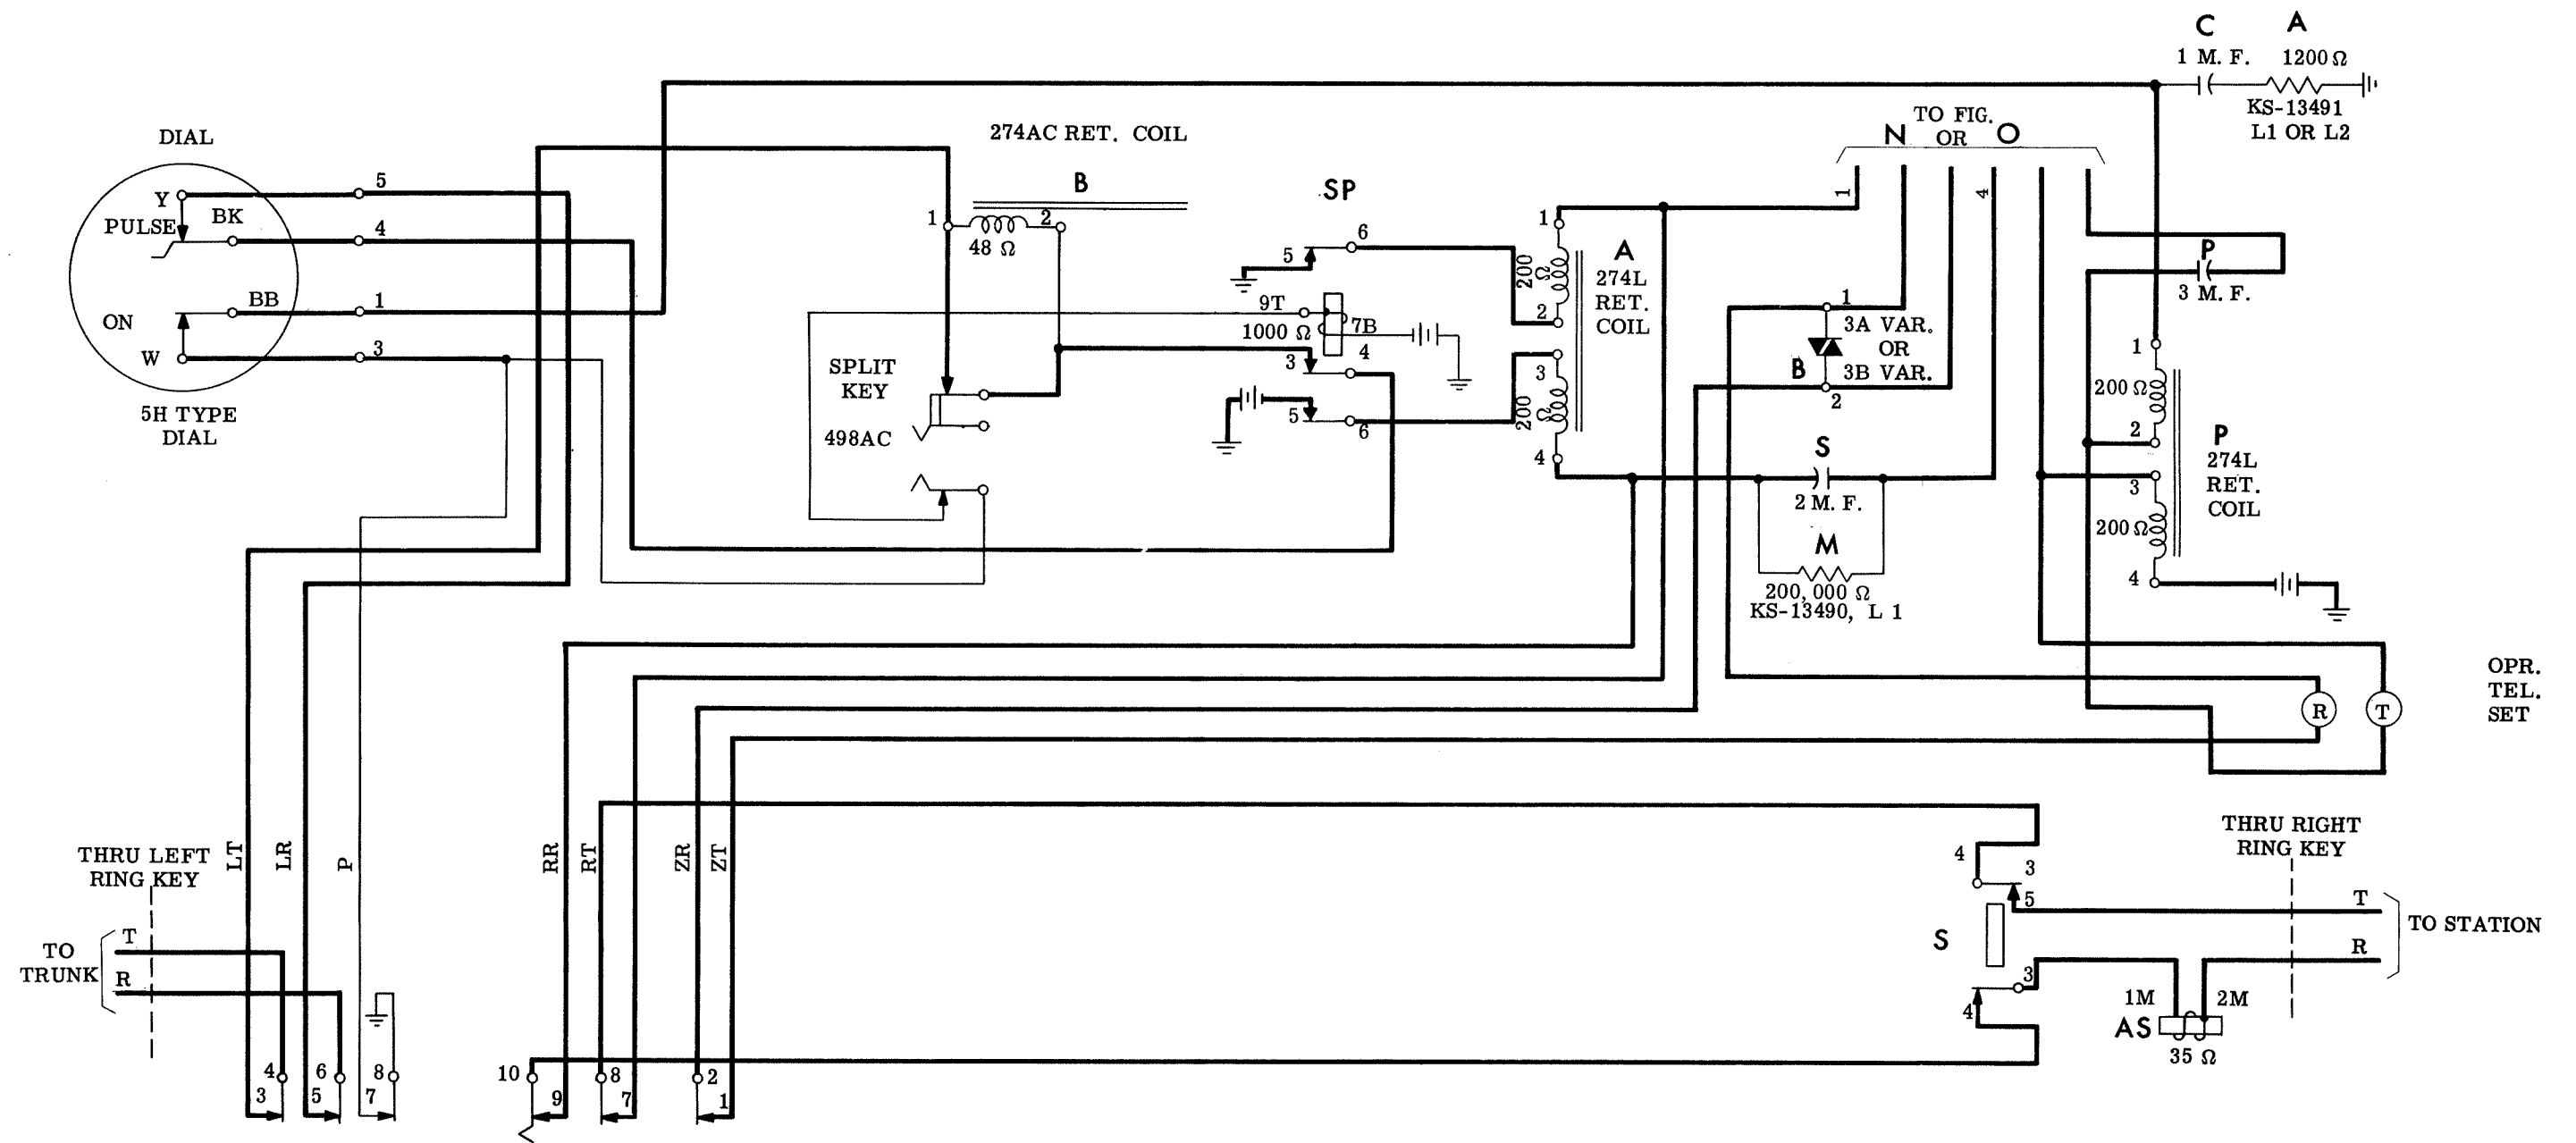 C A
1 M. F. 1200 Ω
KS-13491
L1 OR L2
TO FIG.
N OR O
DIAL
274AC RET. COIL
B
SP
Y
PULSE
BK
5
4
BB
ON
W
1
3
5H TYPE
DIAL
1 2
48 Ω
SPLIT
KEY
498AC
5 6
9T
1000 Ω
7B
3 4
5 6
1
200
Ω
2
A
274L
RET.
COIL
3
200
Ω
4
1
4
1
3A VAR.
OR
3B VAR.
B
2
S
2 M. F.
M
200,000 Ω
KS-13490, L 1
P
3 M. F.
1
200 Ω
2
P
274L
RET.
COIL
3
200 Ω
4
OPR.
TEL.
SET
R T
THRU LEFT
RING KEY
LT
LR
P
RR
RT
ZR
ZT
TO
TRUNK
T
R
4
3
6
5
8
7
10
9
8
7
2
1
4 3
5
S
3
4
THRU RIGHT
RING KEY
T
R
TO STATION
1M 2M
AS
35 Ω